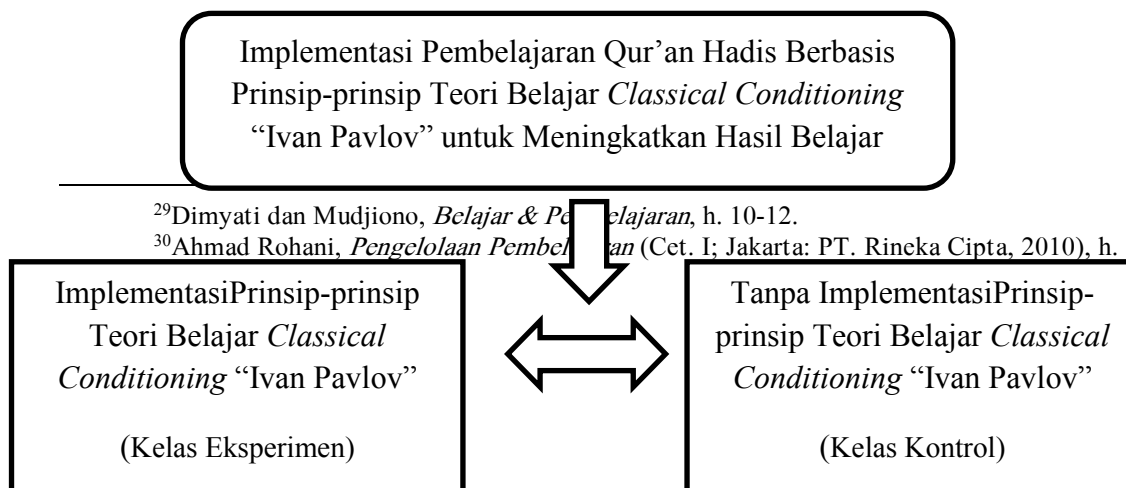 Implementasi Pembelajaran Qur’an Hadis Berbasis
Prinsip-prinsip Teori Belajar Classical Conditioning
“Ivan Pavlov” untuk Meningkatkan Hasil Belajar
29Dimyati dan Mudjiono, Belajar & elajaran, h. 10-12.
30Ahmad Rohani, Pengelolaan an (Cet. I; Jakarta: PT. Rineka Cipta, 2010), h.
ImplementasiPrinsip-prinsip
Teori Belajar Classical
Conditioning “Ivan Pavlov”
(Kelas Eksperimen)
Tanpa ImplementasiPrinsip-
prinsip Teori Belajar Classical
Conditioning “Ivan Pavlov”
(Kelas Kontrol)